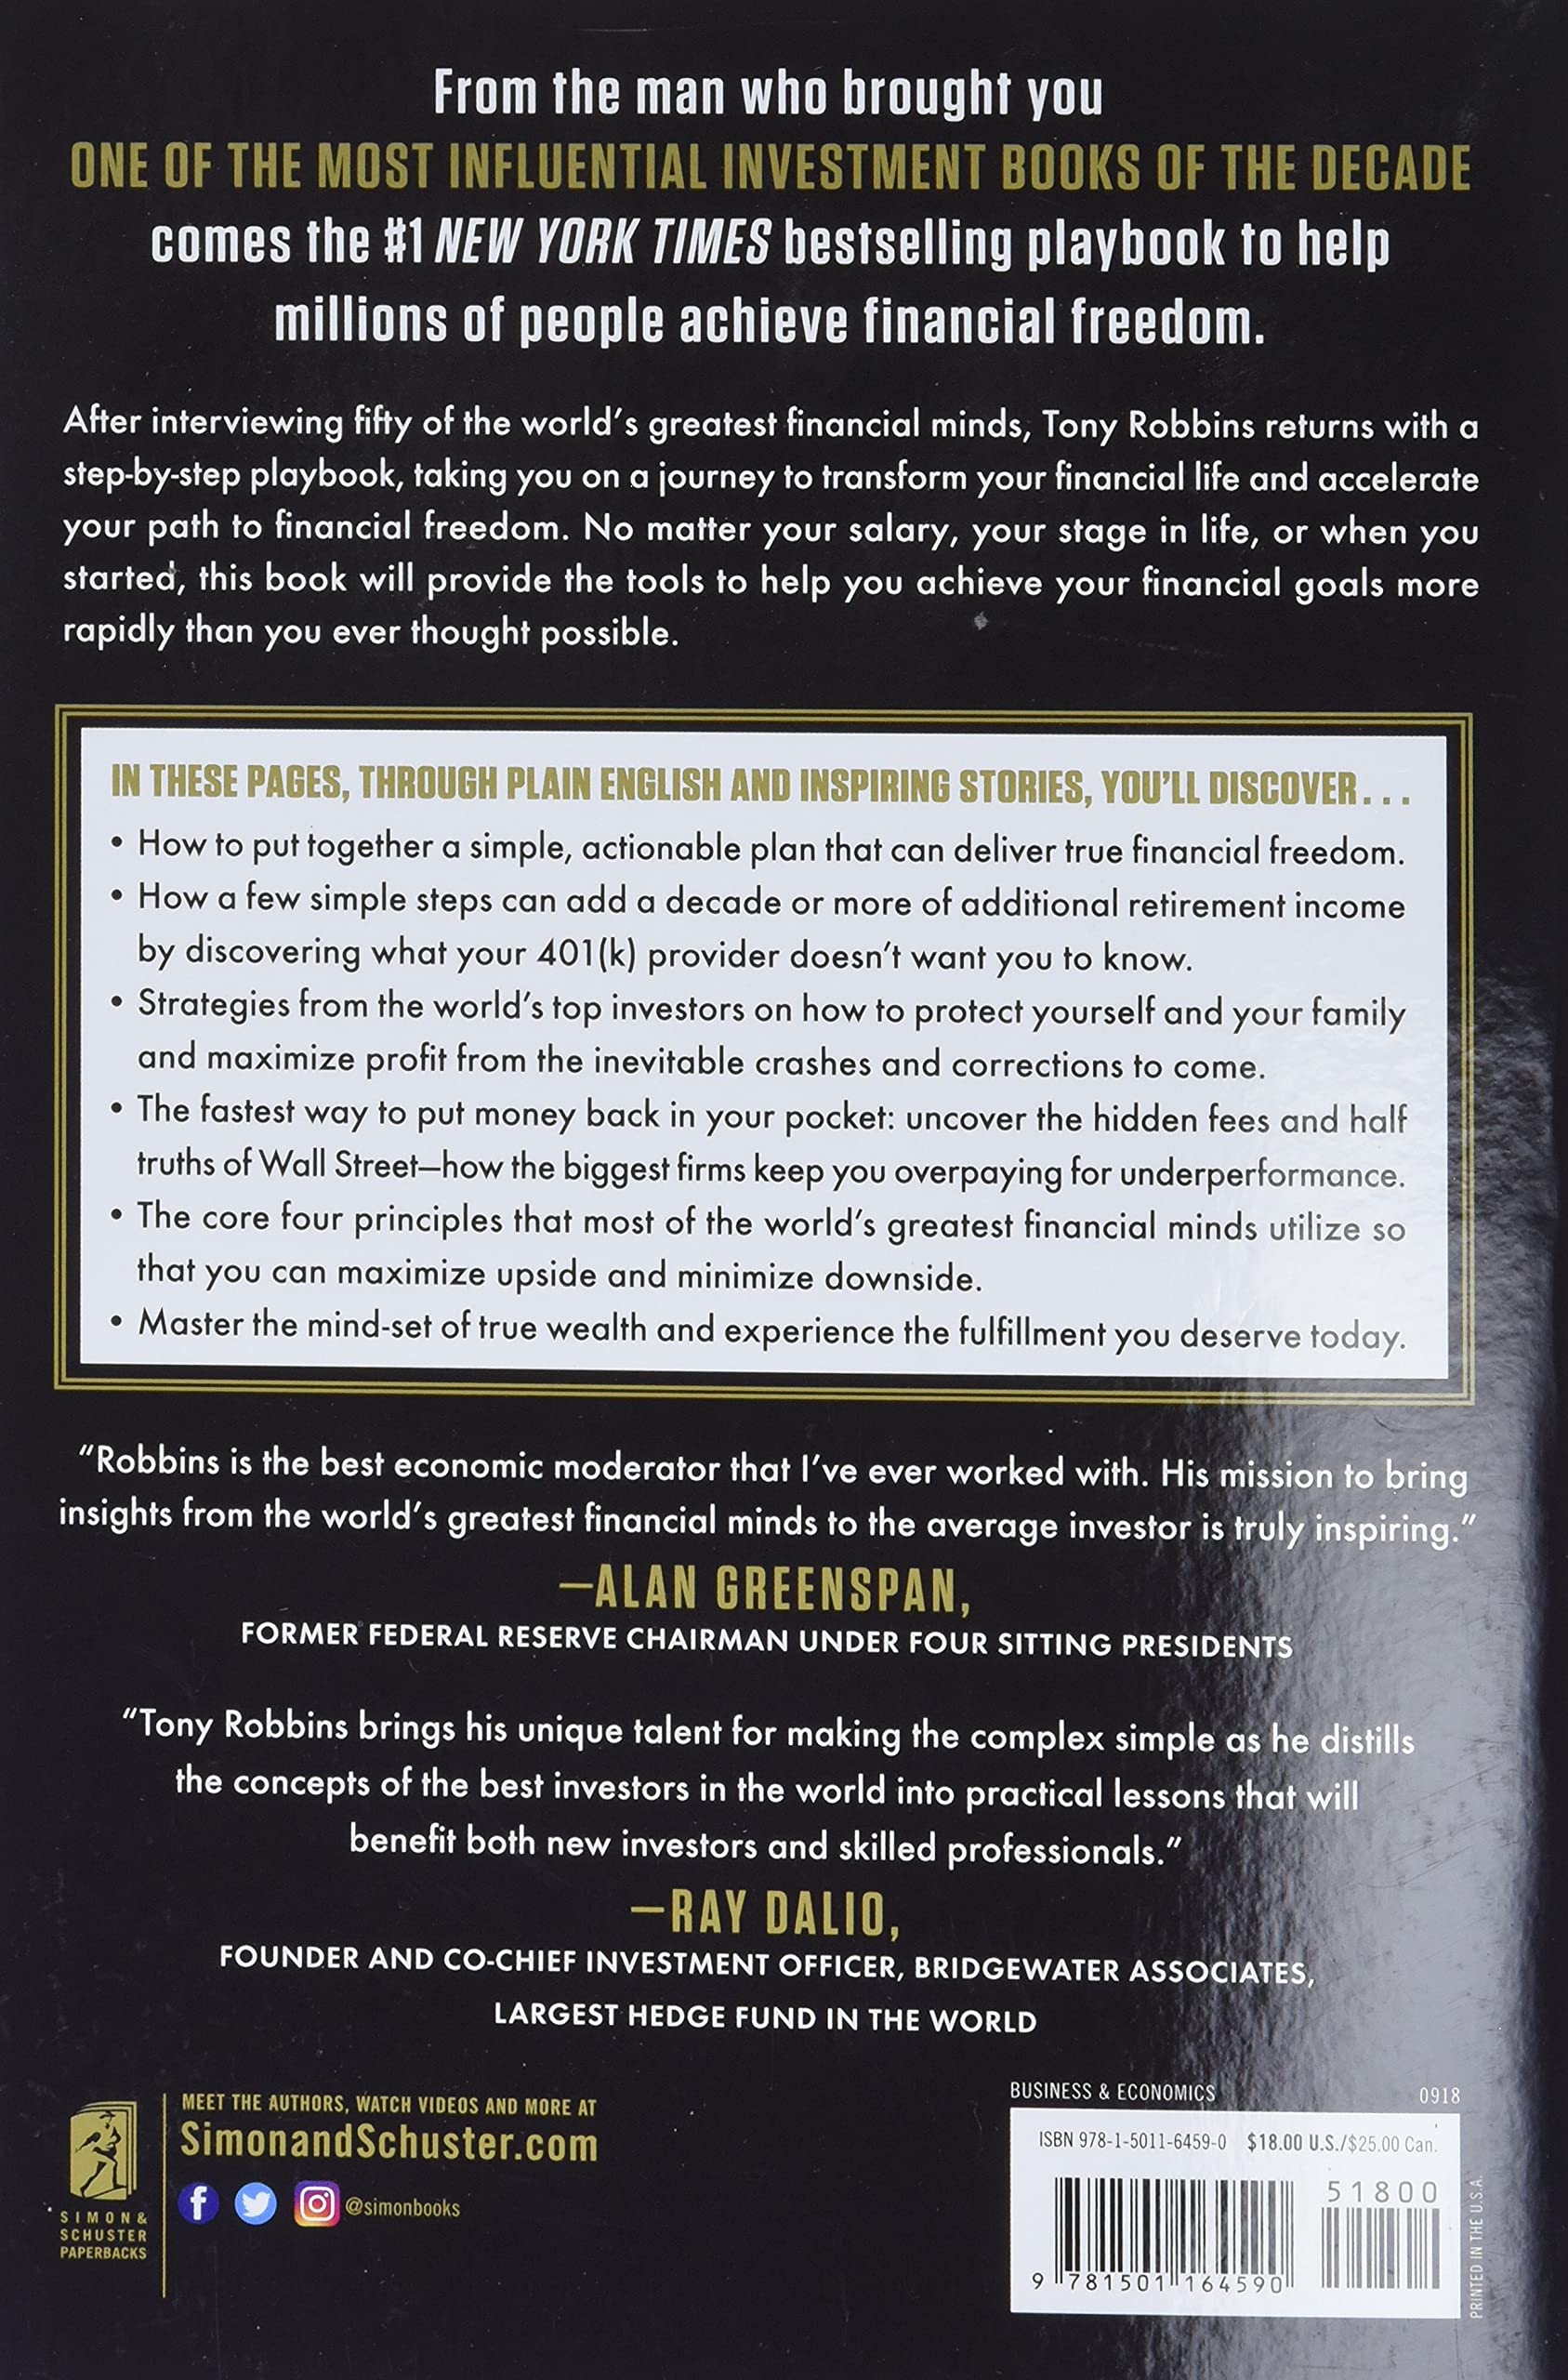 From the man who brought you
ONE OF THE MOST INFLUENTIAL INVESTMENT BOOKS OF THE DECADE
comes the #1 NEW YORK TIMES bestselling playbook to help
millions of people achieve financial freedom.
After interviewing fifty of the world's greatest financial minds, Tony Robbins returns with a
step-by-step playbook, taking you on a journey to transform your financial life and accelerate
your path to financial freedom. No matter your salary, your stage in life, or when you
started, this book will provide the tools to help you achieve your financial goals more
rapidly than you ever thought possible.
IN THESE PAGES, THROUGH PLAIN ENGLISH AND INSPIRING STORIES, YOU'LL DISCOVER...
• How to put together a simple, actionable plan that can deliver true financial freedom.
• How a few simple steps can add a decade or more of additional retirement income
by discovering what your 401(k) provider doesn't want you to know.
• Strategies from the world's top investors on how to protect yourself and your family
and maximize profit from the inevitable crashes and corrections to come.
• The fastest way to put money back in your pocket: uncover the hidden fees and half
truths of Wall Street—how the biggest firms keep you overpaying for underperformance.
• The core four principles that most of the world's greatest financial minds utilize so
that you can maximize upside and minimize downside.
• Master the mind-set of true wealth and experience the fulfillment you deserve today.
"Robbins is the best economic moderator that I've ever worked with. His mission to bring
insights from the world's greatest financial minds to the average investor is truly inspiring."
—ALAN GREENSPAN,
FORMER FEDERAL RESERVE CHAIRMAN UNDER FOUR SITTING PRESIDENTS
"Tony Robbins brings his unique talent for making the complex simple as he distills
the concepts of the best investors in the world into practical lessons that will
benefit both new investors and skilled professionals."
—RAY DALIO,
FOUNDER AND CO-CHIEF INVESTMENT OFFICER, BRIDGEWATER ASSOCIATES,
LARGEST HEDGE FUND IN THE WORLD
SIMON &
SCHUSTER
PAPERBACKS
MEET THE AUTHORS, WATCH VIDEOS AND MORE AT
SimonandSchuster.com
@simonbooks
BUSINESS & ECONOMICS 0918
ISBN 978-1-5011-6459-0 $18.00 U.S./$25.00 Can.
51800
9 781501 164590
PRINTED IN THE U.S.A.